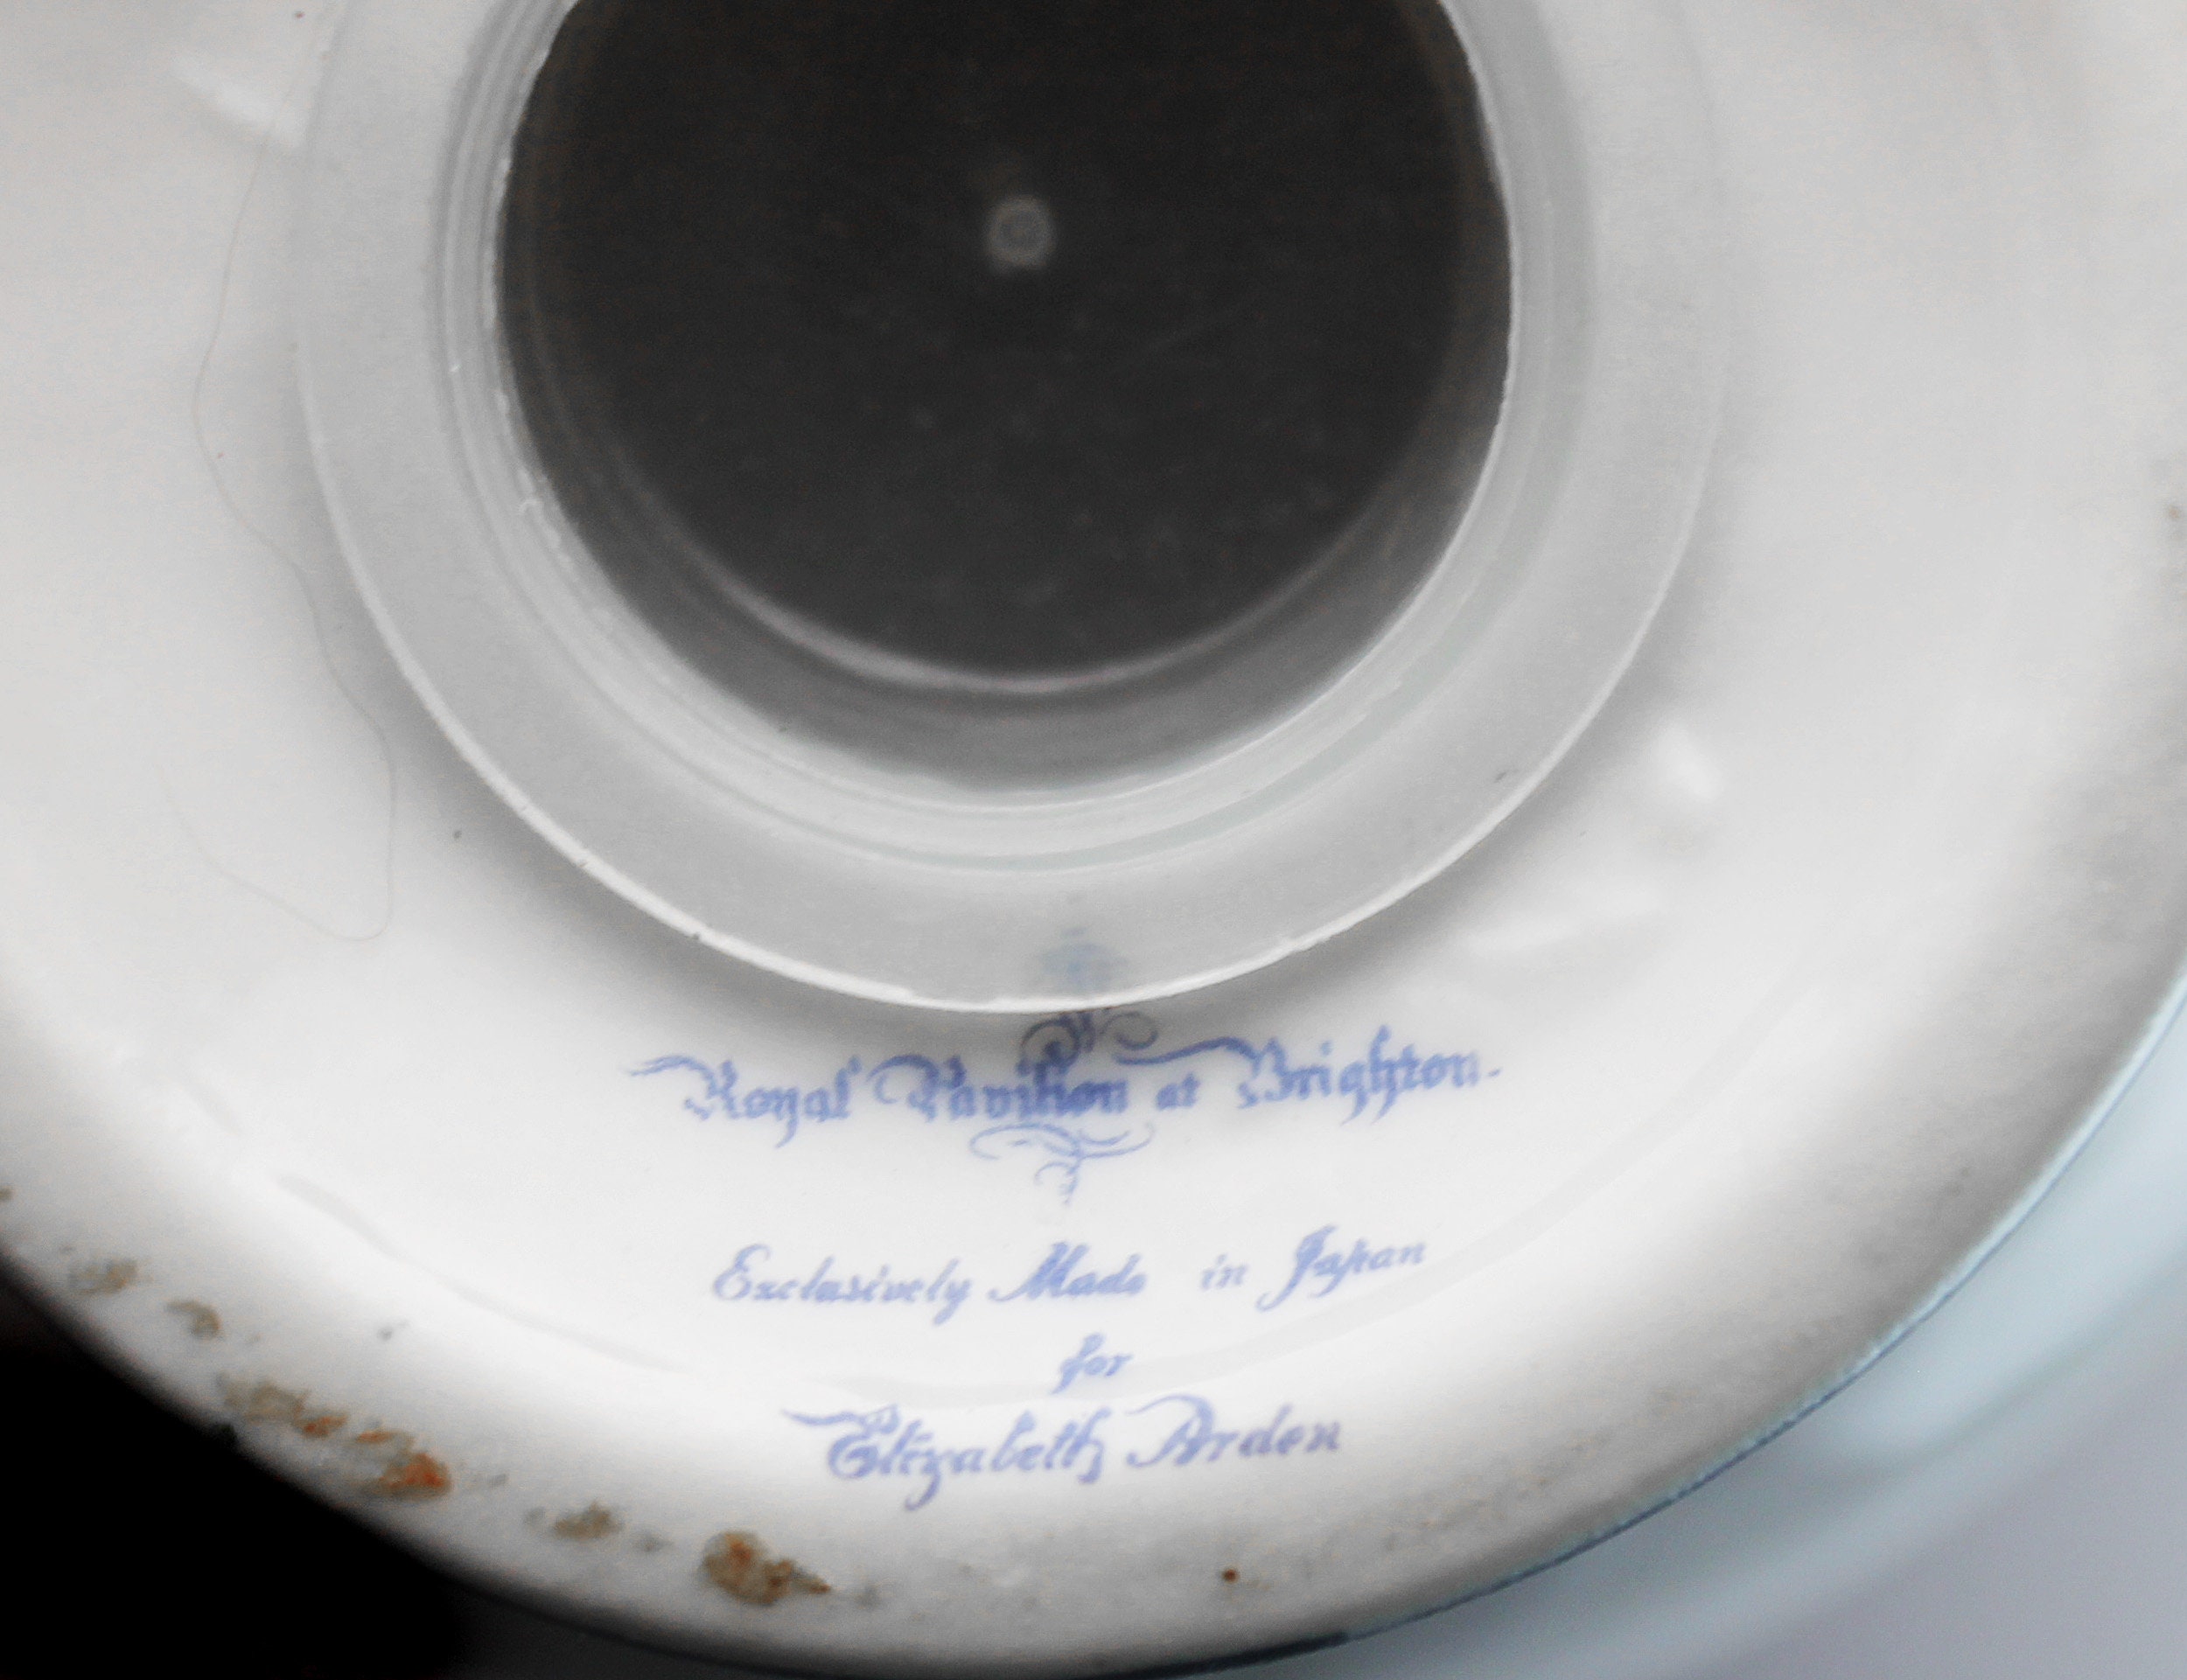 Royal Pavilion at Brighton.
Exclusively Made in Japan
for
Elizabeth Arden